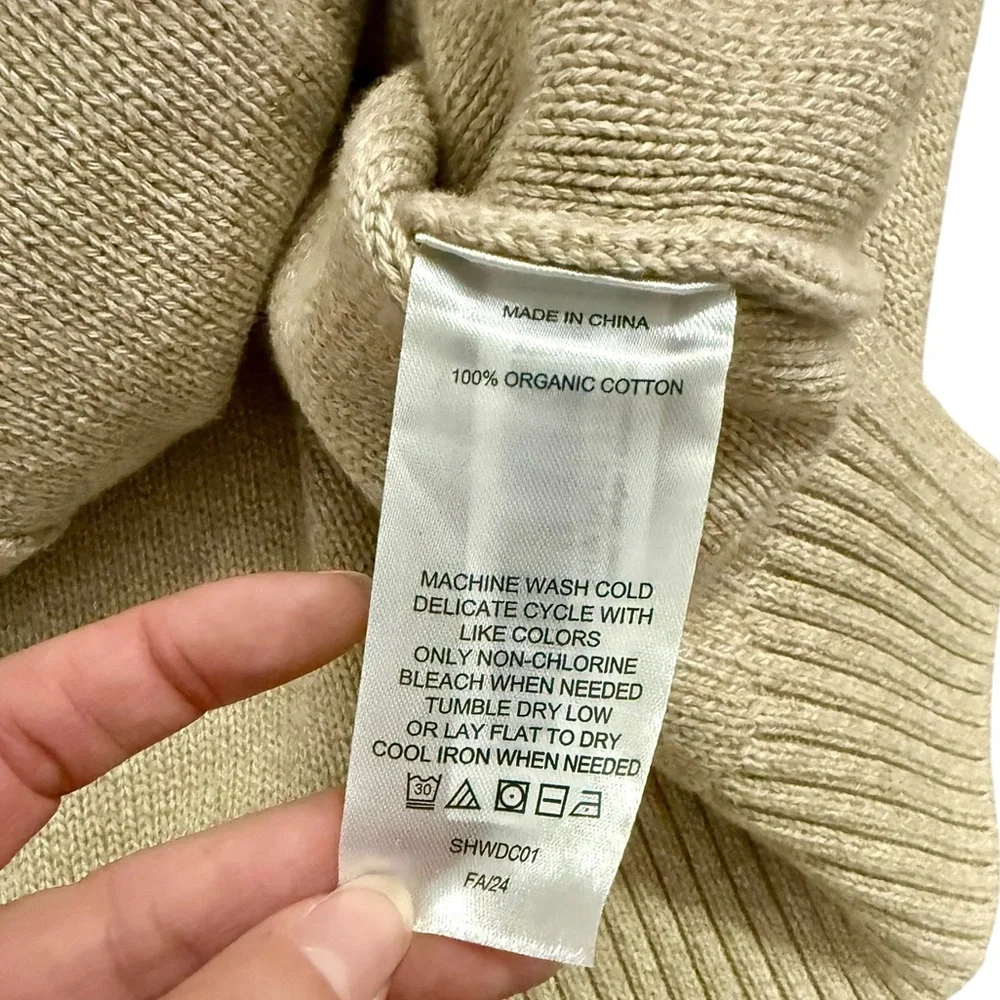 MADE IN CHINA
100% ORGANIC COTTON
MACHINE WASH COLD
DELICATE CYCLE WITH
LIKE COLORS
ONLY NON-CHLORINE
BLEACH WHEN NEEDED
TUMBLE DRY LOW
OR LAY FLAT TO DRY
COOL IRON WHEN NEEDED
30
SHWDC01
FA/24